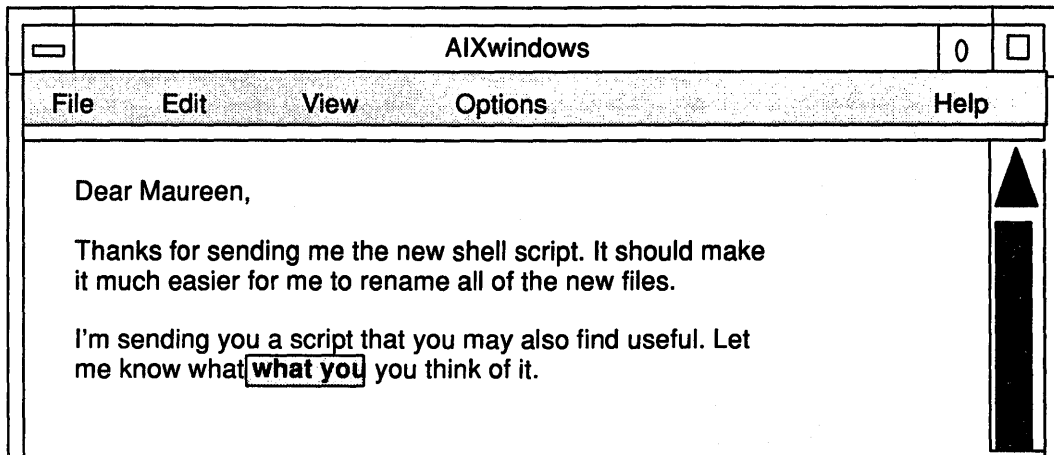 AIXwindows
File Edit View Options Help
Dear Maureen,
Thanks for sending me the new shell script. It should make
it much easier for me to rename all of the new files.
I'm sending you a script that you may also find useful. Let
me know what what you you think of it.